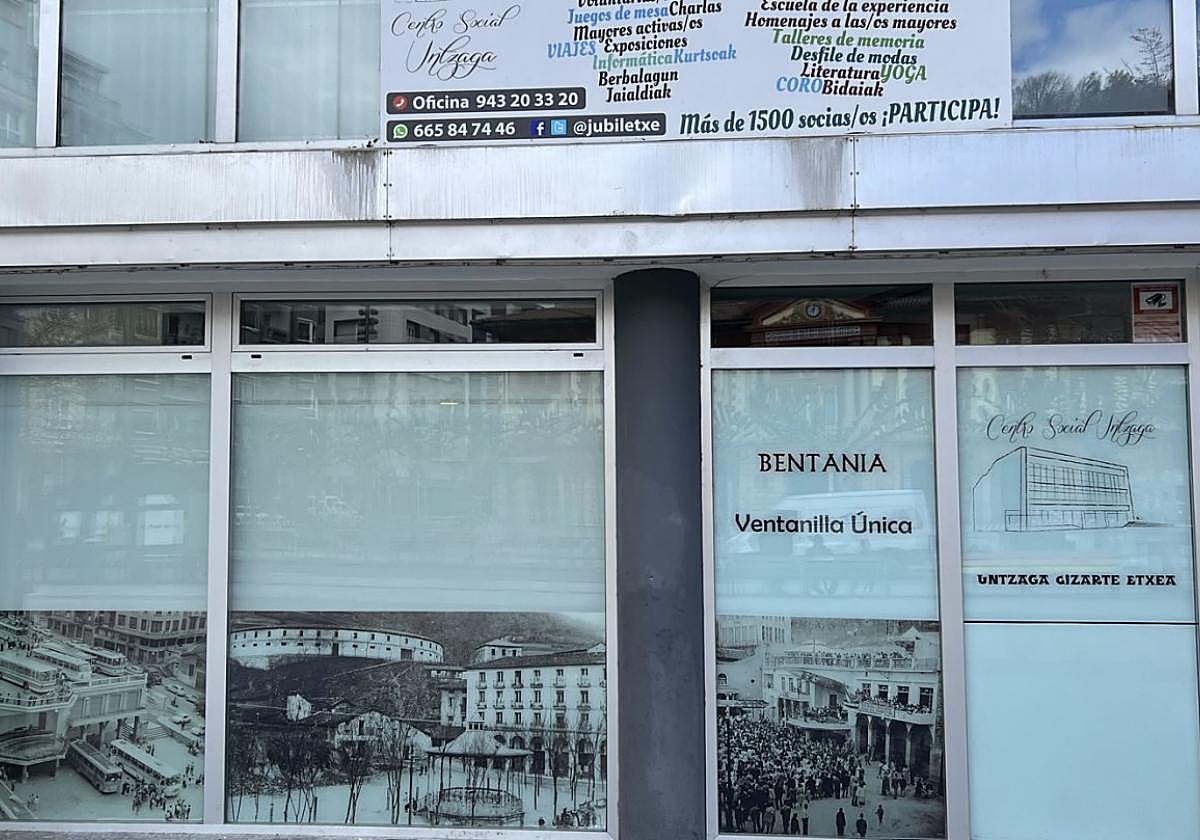 Centro Social
Untzaga
Juegos de mesa Charlas
Mayores activas/os
VIAJES Exposiciones
Informática Kurtsoak
Berbalagun
Jaialdiak
Escuela de la experiencia
Homenajes a las/os mayores
Talleres de memoria
Desfile de modas
Literatura YOGA
CORO Bidaiak
Oficina 943 20 33 20
665 84 74 46 @jubiletxe
Más de 1500 socias/os ¡PARTICIPA!
BENTANIA
Ventanilla Única
Centro Social Untzaga
UNTZAGA GIZARTE ETXEA